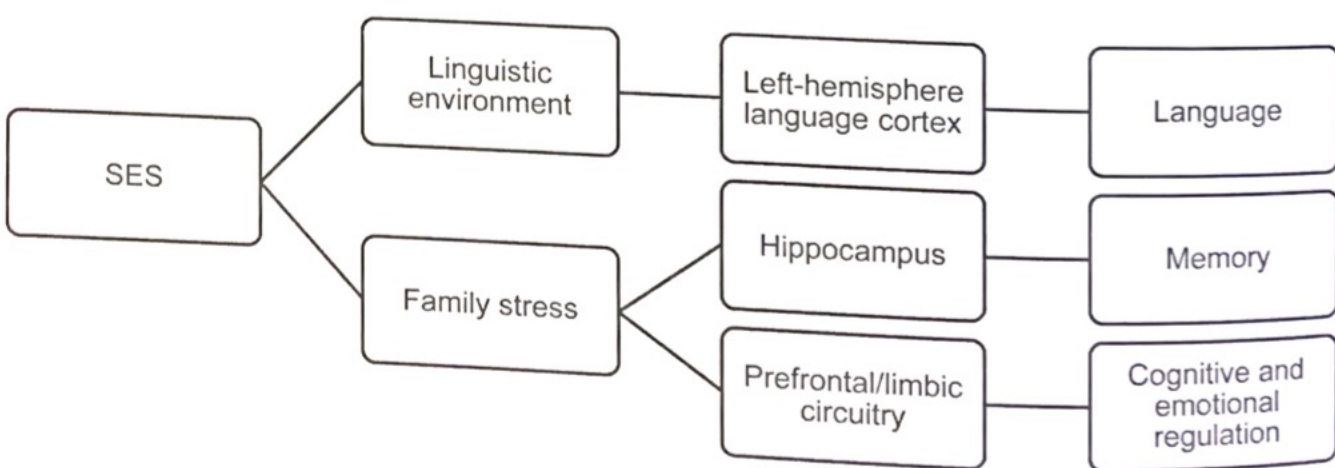 SES
Linguistic
environment
Family stress
Left-hemisphere
language cortex
Hippocampus
Prefrontal/limbic
circuitry
Language
Memory
Cognitive and
emotional
regulation